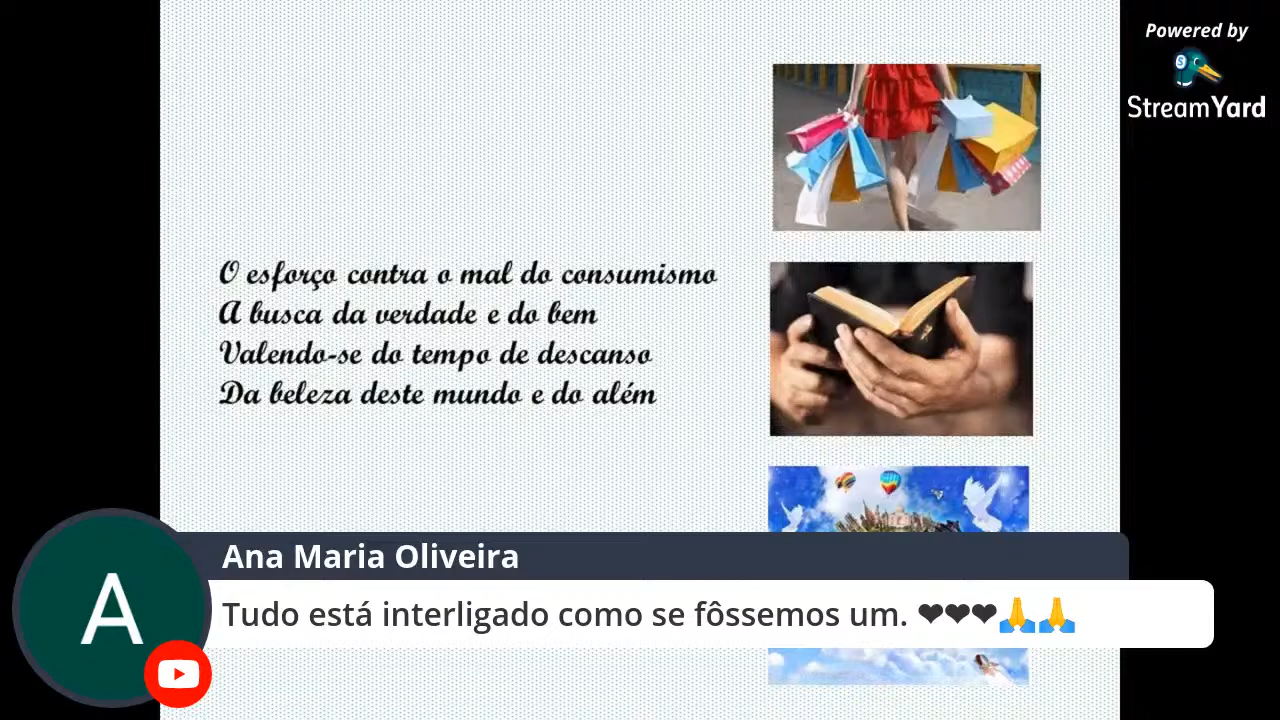 Powered by
StreamYard
O esforço contra o mal do consumismo
A busca da verdade e do bem
Valendo-se do tempo de descanso
Da beleza deste mundo e do além
A
Ana Maria Oliveira
Tudo está interligado como se fôssemos um. ❤❤❤🙏🙏